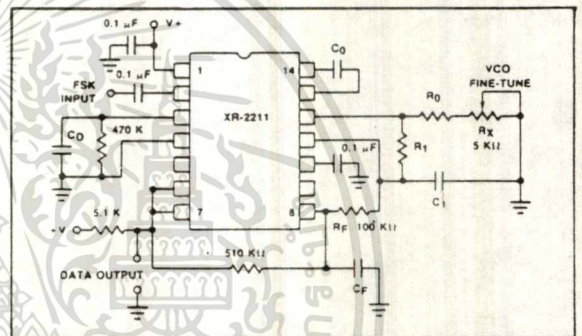 0.1 µF
V+
0.1 µF
FSK
INPUT
1
14
C0
XR-2211
VCO
FINE-TUNE
R0
RX
5 KΩ
CD
470 K
R1
0.1 µF
C1
7
8
5.1 K
-V
RF 100 KΩ
DATA OUTPUT
510 KΩ
CF